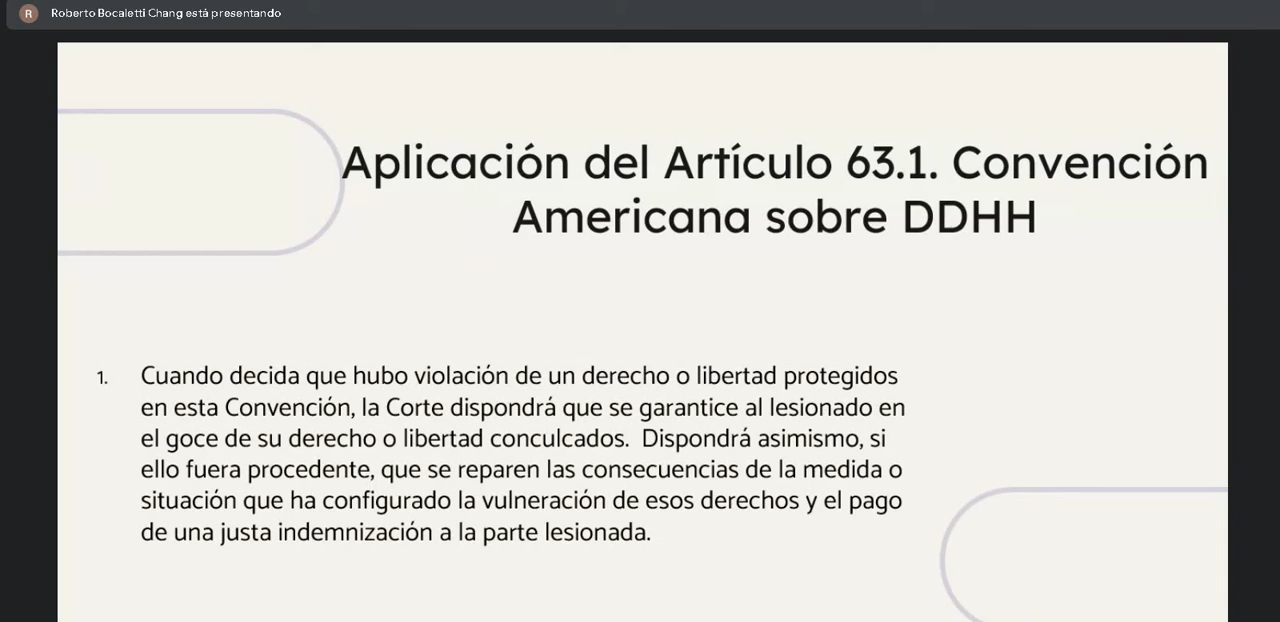 R Roberto Bocaletti Chang está presentando
Aplicación del Artículo 63.1. Convención
Americana sobre DDHH
1. Cuando decida que hubo violación de un derecho o libertad protegidos
en esta Convención, la Corte dispondrá que se garantice al lesionado en
el goce de su derecho o libertad conculcados. Dispondrá asimismo, si
ello fuera procedente, que se reparen las consecuencias de la medida o
situación que ha configurado la vulneración de esos derechos y el pago
de una justa indemnización a la parte lesionada.